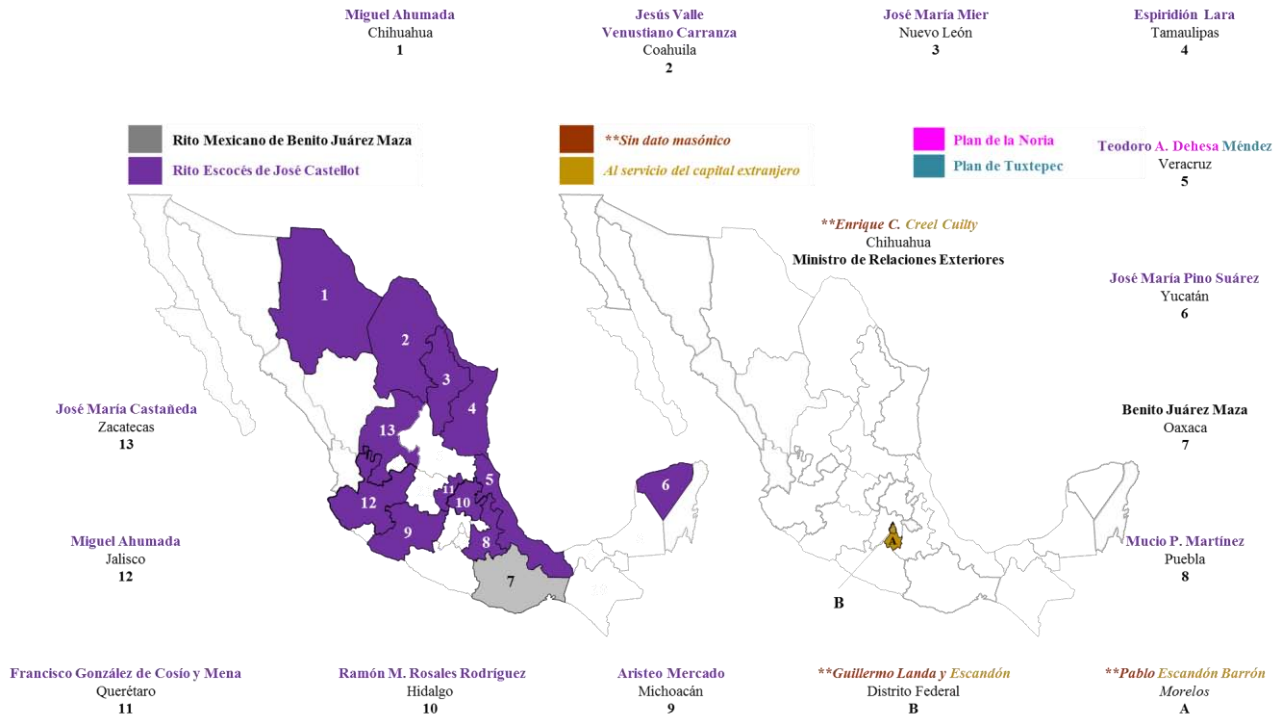 Miguel Ahumada
Chihuahua
1
Jesús Valle
Venustiano Carranza
Coahuila
2
José María Mier
Nuevo León
3
Espiridión Lara
Tamaulipas
4
Rito Mexicano de Benito Juárez Maza
Rito Escocés de José Castellot
**Sin dato masónico
Al servicio del capital extranjero
Plan de la Noria
Plan de Tuxtepec
Teodoro A. Dehesa Méndez
Veracruz
5
**Enrique C. Creel Cuilty
Chihuahua
Ministro de Relaciones Exteriores
José María Pino Suárez
Yucatán
6
1
2
3
4
13
5
11
10
12
9
8
6
7
A
B
José María Castañeda
Zacatecas
13
Benito Juárez Maza
Oaxaca
7
Miguel Ahumada
Jalisco
12
Mucio P. Martínez
Puebla
8
Francisco González de Cosío y Mena
Querétaro
11
Ramón M. Rosales Rodríguez
Hidalgo
10
Aristeo Mercado
Michoacán
9
**Guillermo Landa y Escandón
Distrito Federal
B
**Pablo Escandón Barrón
Morelos
A